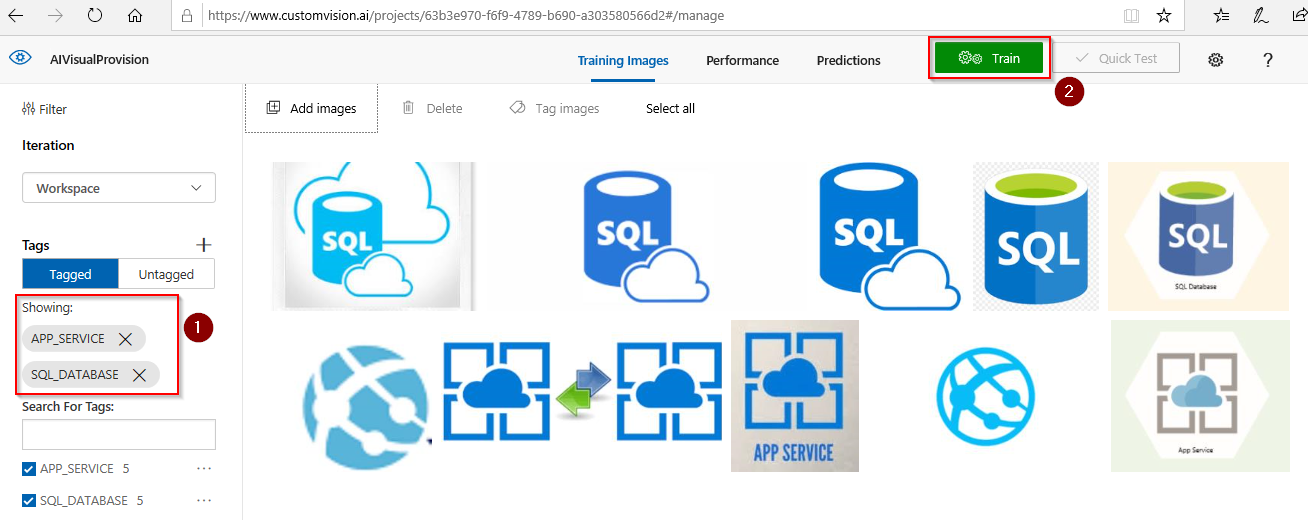 https://www.customvision.ai/projects/63b3e970-f6f9-4789-b690-a303580566d2#/manage
AIVisualProvision
Training Images
Performance
Predictions
Train
Quick Test
?
2
Filter
Add images
Delete
Tag images
Select all
Iteration
Workspace
Tags
Tagged
Untagged
Showing:
APP_SERVICE
SQL_DATABASE
1
Search For Tags:
APP_SERVICE 5
SQL_DATABASE 5
SQL
SQL
SQL
SQL
SQL
SQL Database
APP SERVICE
App Service